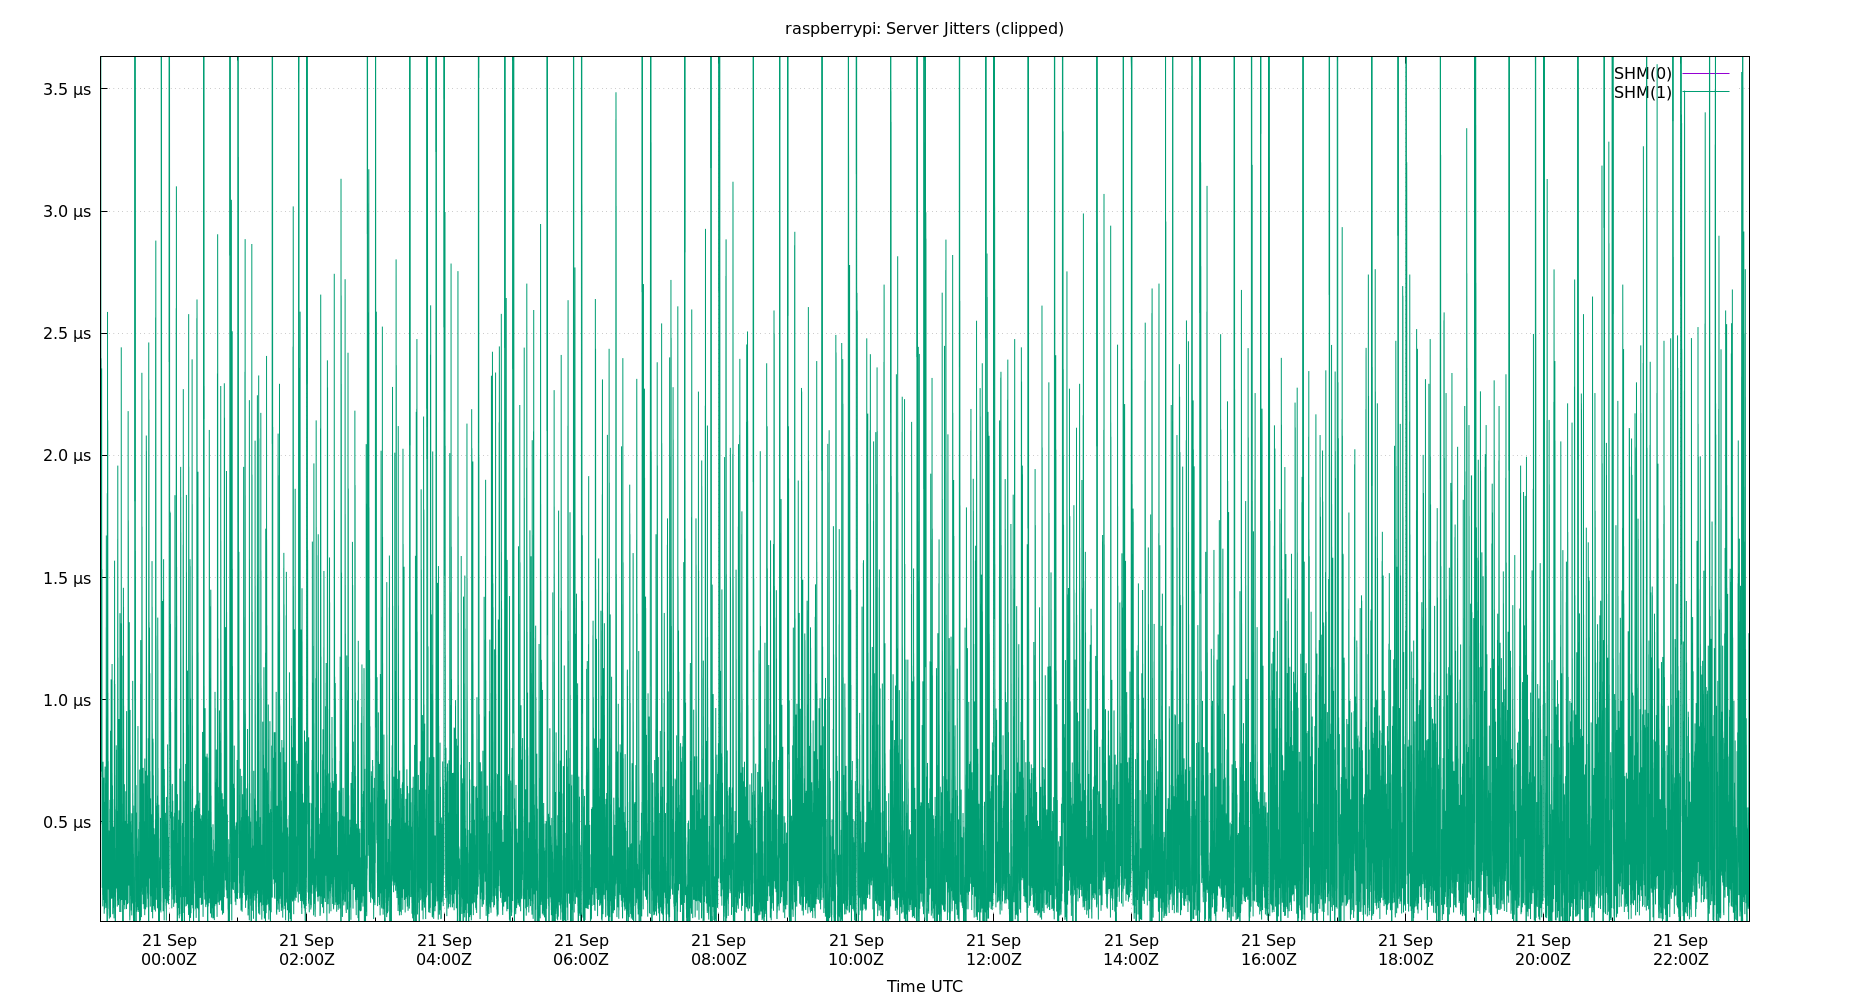 raspberrypi: Server Jitters (clipped)
SHM(0)
SHM(1)
3.5 μs
3.0 μs
2.5 μs
2.0 μs
1.5 μs
1.0 μs
0.5 μs
21 Sep 21 Sep 21 Sep 21 Sep 21 Sep 21 Sep 21 Sep 21 Sep 21 Sep 21 Sep 21 Sep 21 Sep
00:00Z 02:00Z 04:00Z 06:00Z 08:00Z 10:00Z 12:00Z 14:00Z 16:00Z 18:00Z 20:00Z 22:00Z
Time UTC